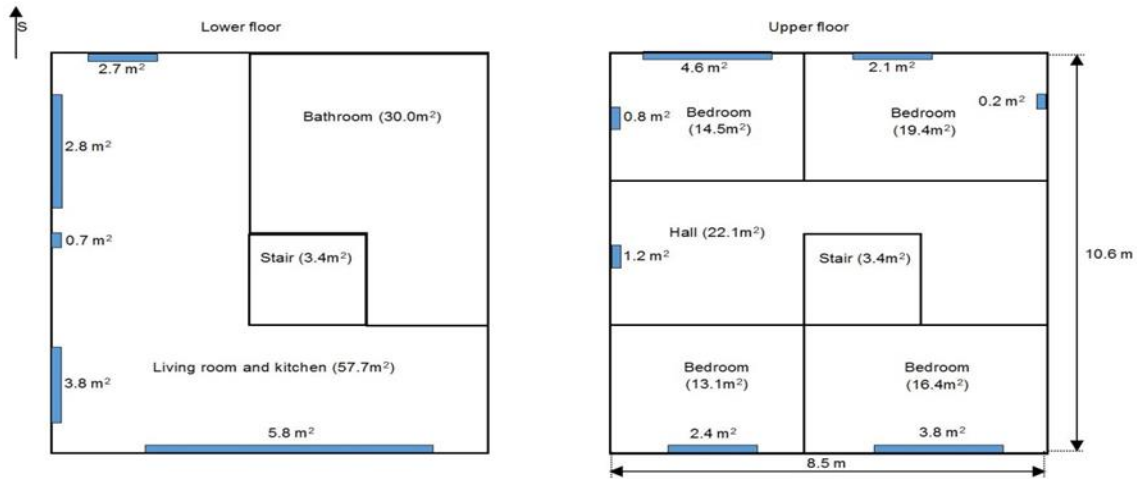 S
Lower floor
2.7 m²
2.8 m²
Bathroom (30.0m²)
0.7 m²
Stair (3.4m²)
3.8 m²
Living room and kitchen (57.7m²)
5.8 m²
Upper floor
4.6 m²
2.1 m²
0.8 m²
Bedroom
(14.5m²)
Bedroom
(19.4m²)
0.2 m²
Hall (22.1m²)
1.2 m²
Stair (3.4m²)
10.6 m
Bedroom
(13.1m²)
Bedroom
(16.4m²)
2.4 m²
3.8 m²
8.5 m